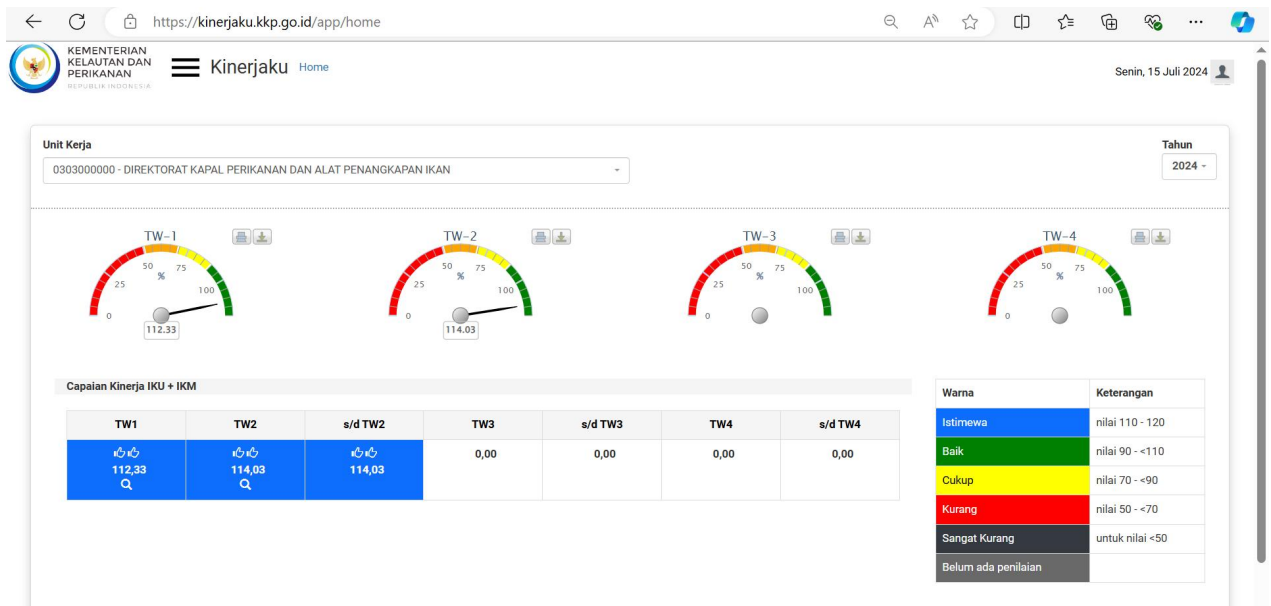 https://kinerjaku.kkp.go.id/app/home
KEMENTERIAN
KELAUTAN DAN
PERIKANAN
REPUBLIK INDONESIA
Kinerjaku Home
Senin, 15 Juli 2024
Unit Kerja
Tahun
0303000000 - DIREKTORAT KAPAL PERIKANAN DAN ALAT PENANGKAPAN IKAN
2024
TW-1
0 25 50 75 100
%
112.33
TW-2
0 25 50 75 100
%
114.03
TW-3
0 25 50 75 100
%
TW-4
0 25 50 75 100
%
Capaian Kinerja IKU + IKM
TW1 TW2 s/d TW2 TW3 s/d TW3 TW4 s/d TW4
112,33 114,03 114,03 0,00 0,00 0,00 0,00
Warna Keterangan
Istimewa nilai 110 - 120
Baik nilai 90 - <110
Cukup nilai 70 - <90
Kurang nilai 50 - <70
Sangat Kurang untuk nilai <50
Belum ada penilaian